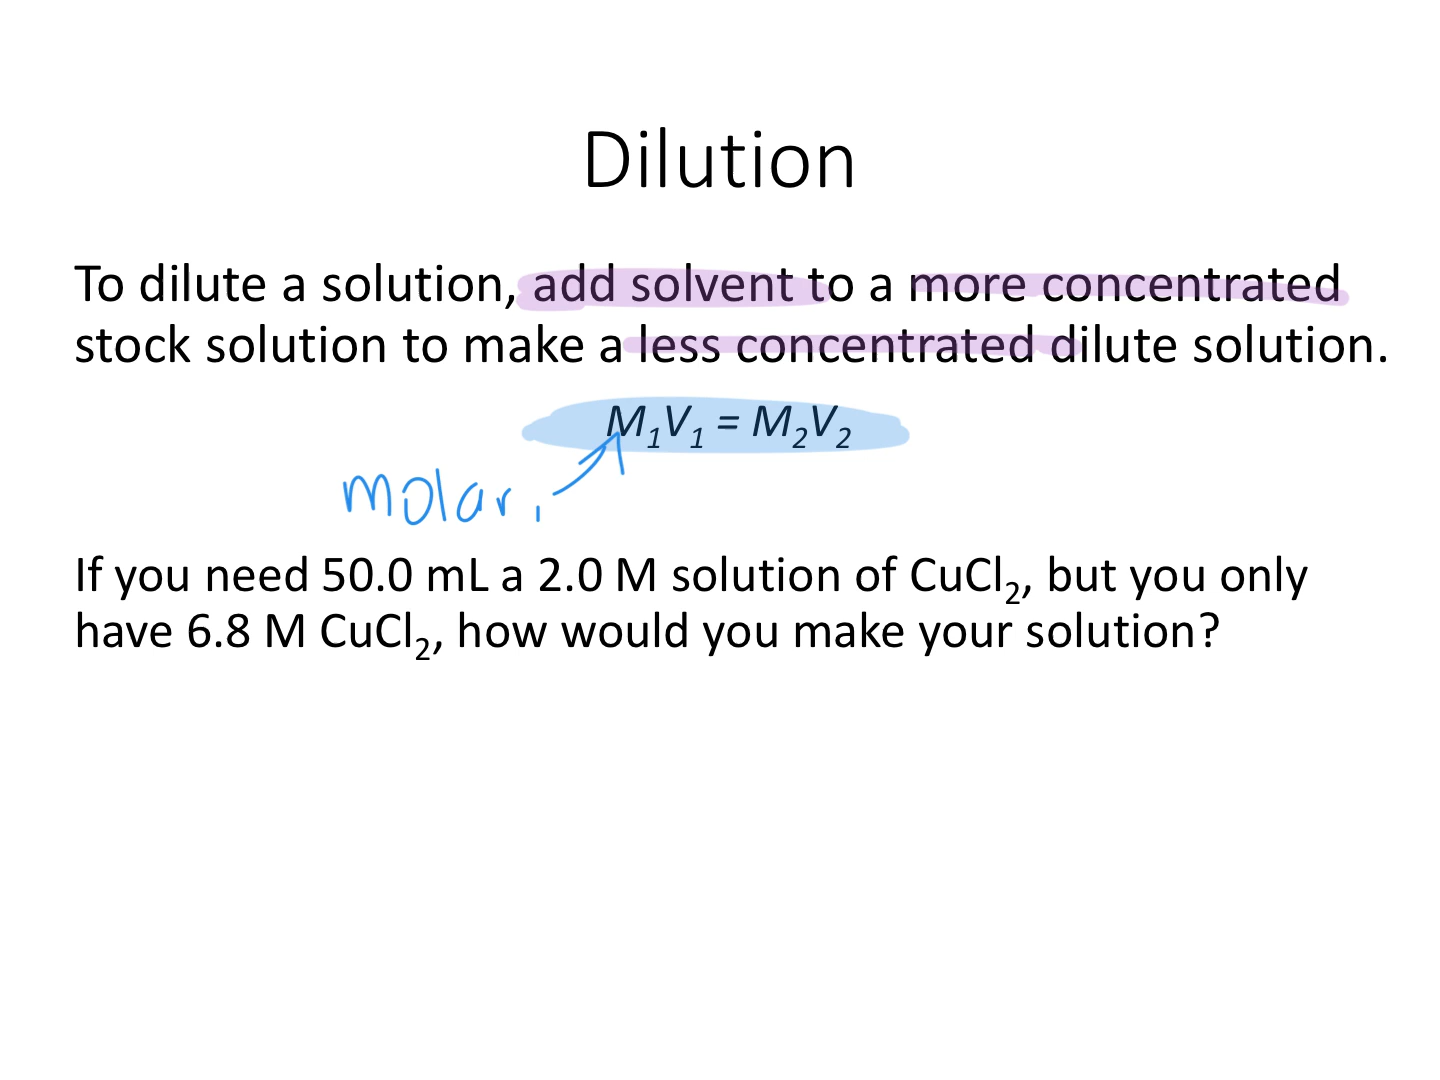 Dilution
To dilute a solution, add solvent to a more concentrated
stock solution to make a less concentrated dilute solution.
M₁V₁ = M₂V₂
molar
If you need 50.0 mL a 2.0 M solution of CuCl₂, but you only
have 6.8 M CuCl₂, how would you make your solution?